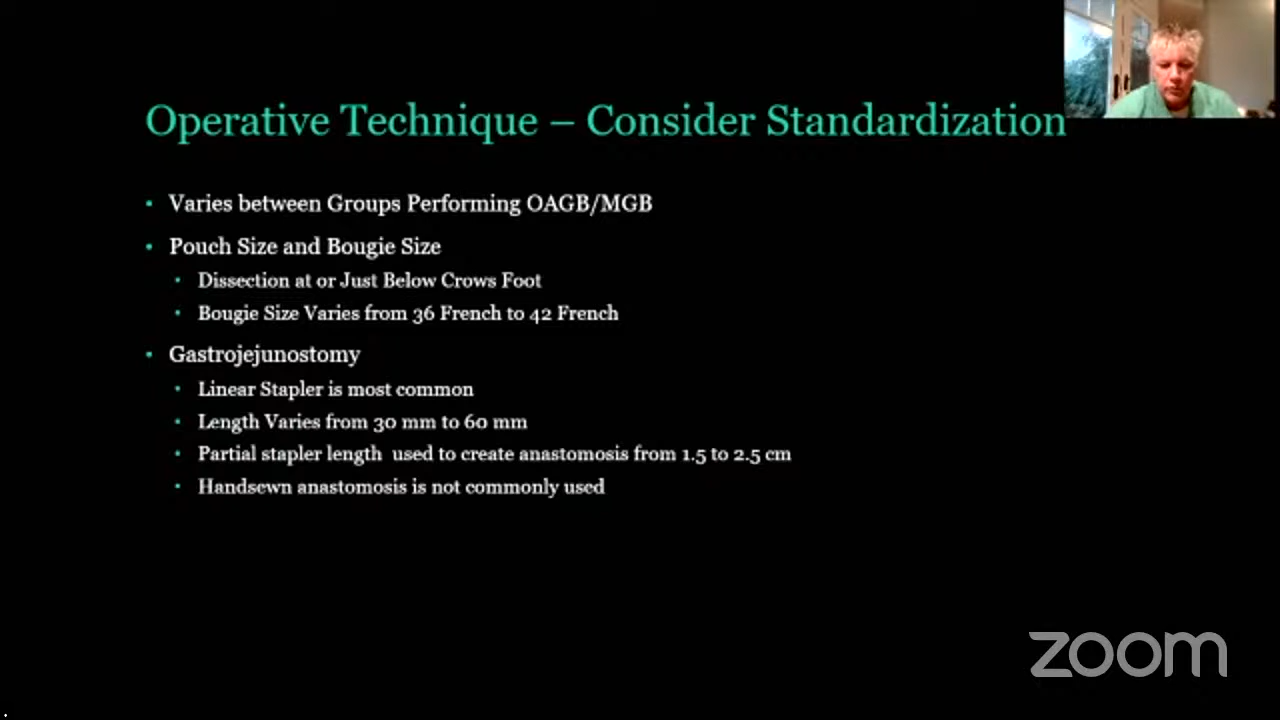 Operative Technique – Consider Standardization
• Varies between Groups Performing OAGB/MGB
• Pouch Size and Bougie Size
• Dissection at or Just Below Crows Foot
• Bougie Size Varies from 36 French to 42 French
• Gastrojejunostomy
• Linear Stapler is most common
• Length Varies from 30 mm to 60 mm
• Partial stapler length used to create anastomosis from 1.5 to 2.5 cm
• Handsewn anastomosis is not commonly used
zoom